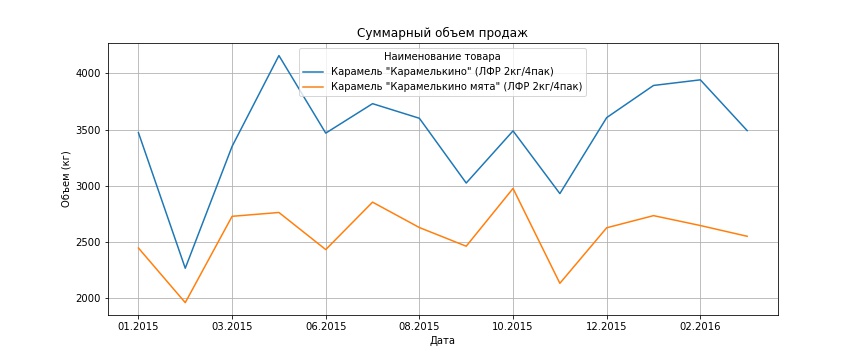 Суммарный объем продаж
Наименование товара
Карамель "Карамелькино" (ЛФР 2кг/4пак)
Карамель "Карамелькино мята" (ЛФР 2кг/4пак)
Объем (кг)
4000
3500
3000
2500
2000
01.2015 03.2015 06.2015 08.2015 10.2015 12.2015 02.2016
Дата